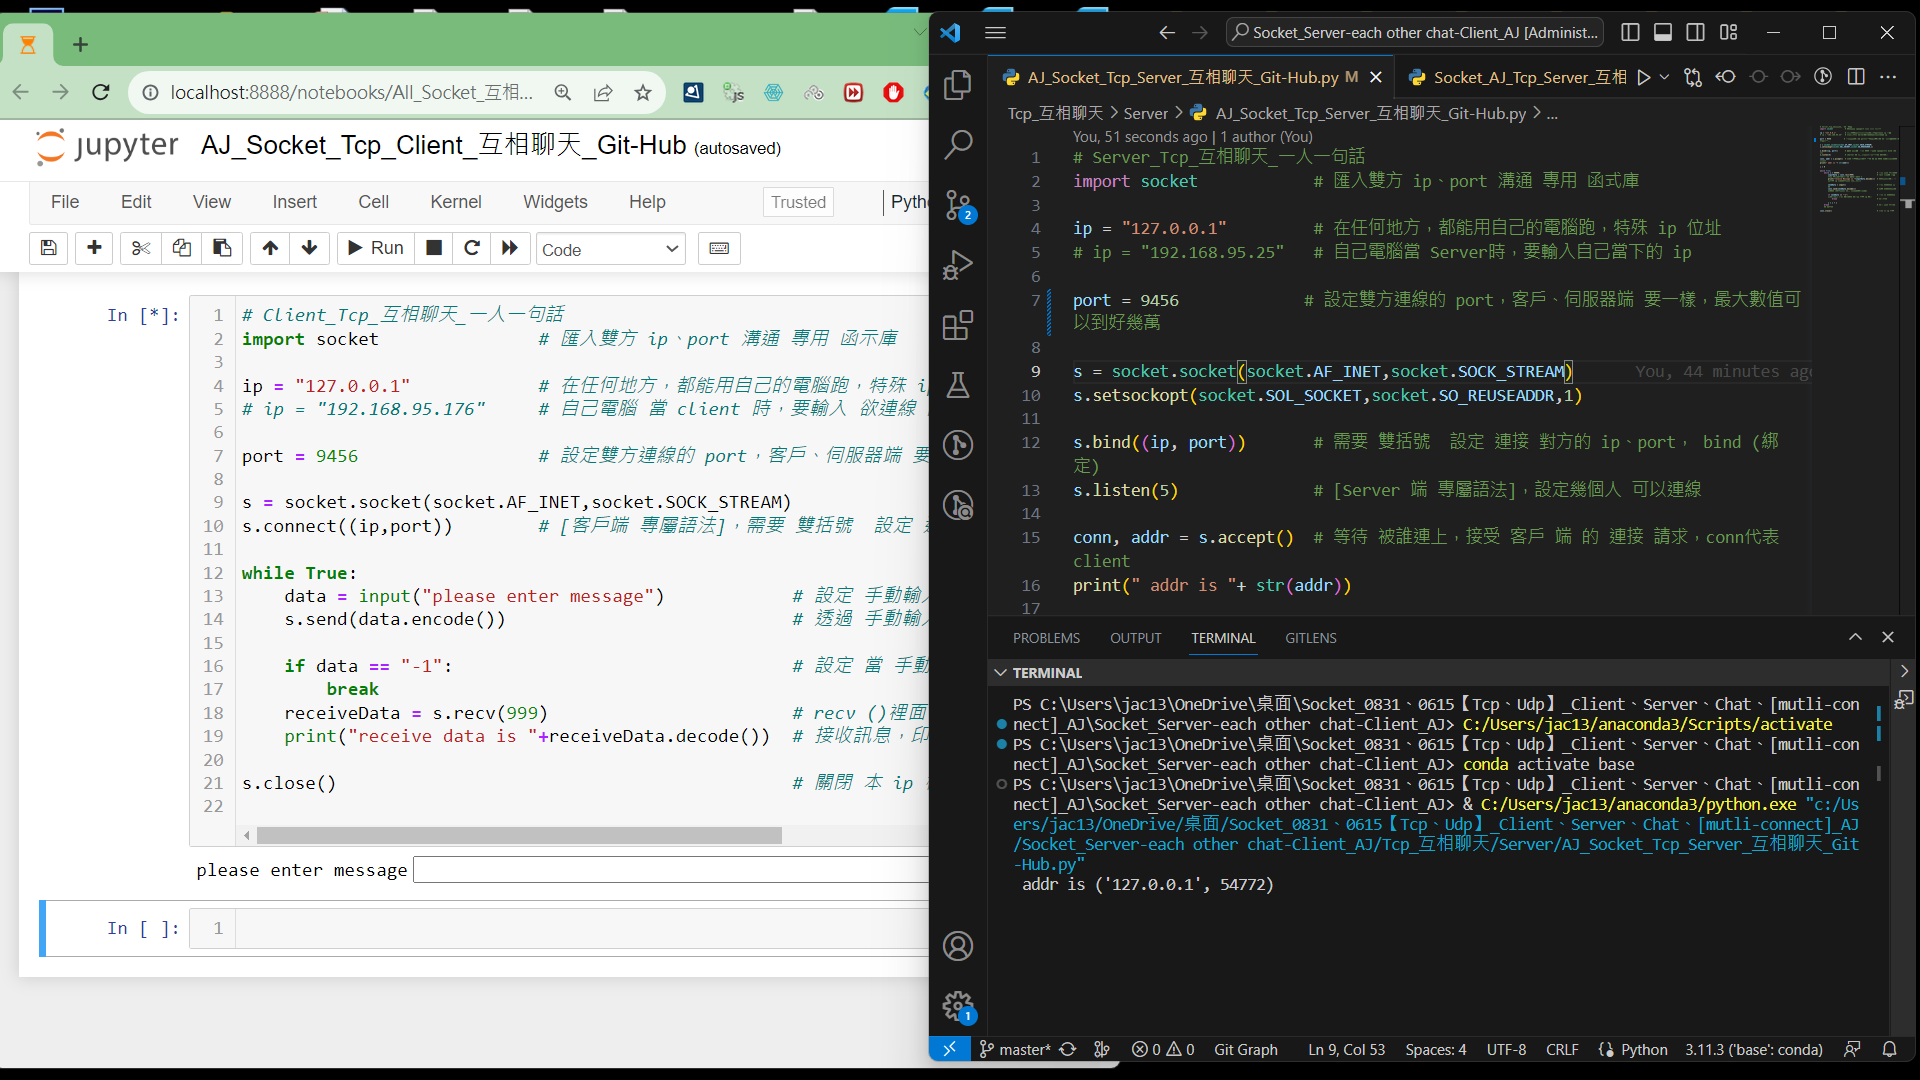 localhost:8888/notebooks/All_Socket_互相...
jupyter AJ_Socket_Tcp_Client_互相聊天_Git-Hub (autosaved)
File Edit View Insert Cell Kernel Widgets Help Trusted
Run Code
In [*]:
1 # Client_Tcp_互相聊天_一人一句話
2 import socket # 匯入雙方 ip、port 溝通 專用 函示庫
3
4 ip = "127.0.0.1" # 在任何地方，都能用自己的電腦跑，特殊
5 # ip = "192.168.95.176" # 自己電腦 當 client 時，要輸入 欲連線
6
7 port = 9456 # 設定雙方連線的 port，客戶、伺服器端
8
9 s = socket.socket(socket.AF_INET,socket.SOCK_STREAM)
10 s.connect((ip,port)) # [客戶端 專屬語法]，需要 雙括號 設定
11
12 while True:
13 data = input("please enter message") # 設定 手動輸
14 s.send(data.encode()) # 透過 手動輸
15
16 if data == "-1": # 設定 當 手動
17 break
18 receiveData = s.recv(999) # recv ()裡面
19 print("receive data is "+receiveData.decode()) # 接收訊息，印
20
21 s.close() # 關閉 本 ip
22
please enter message
In [ ]: 1
Socket_Server-each other chat-Client_AJ [Administ...
AJ_Socket_Tcp_Server_互相聊天_Git-Hub.py M Socket_AJ_Tcp_Server_互相
Tcp_互相聊天 > Server > AJ_Socket_Tcp_Server_互相聊天_Git-Hub.py > ...
You, 51 seconds ago | 1 author (You)
1 # Server_Tcp_互相聊天_一人一句話
2 import socket # 匯入雙方 ip、port 溝通 專用 函式庫
3
4 ip = "127.0.0.1" # 在任何地方，都能用自己的電腦跑，特殊 ip 位址
5 # ip = "192.168.95.25" # 自己電腦當 Server時，要輸入自己當下的 ip
6
7 port = 9456 # 設定雙方連線的 port，客戶、伺服器端 要一樣，最大數值可
以到好幾萬
8
9 s = socket.socket(socket.AF_INET,socket.SOCK_STREAM) You, 44 minutes ago
10 s.setsockopt(socket.SOL_SOCKET,socket.SO_REUSEADDR,1)
11
12 s.bind((ip, port)) # 需要 雙括號 設定 連接 對方的 ip、port， bind (綁
定)
13 s.listen(5) # [Server 端 專屬語法]，設定幾個人 可以連線
14
15 conn, addr = s.accept() # 等待 被誰連上，接受 客戶 端 的 連接 請求，conn代表
client
16 print(" addr is "+ str(addr))
17
PROBLEMS OUTPUT TERMINAL GITLENS
TERMINAL
PS C:\Users\jac13\OneDrive\桌面\Socket_0831、0615【Tcp、Udp】_Client、Server、Chat、[mutli-con
nect]_AJ\Socket_Server-each other chat-Client_AJ> C:/Users/jac13/anaconda3/Scripts/activate
PS C:\Users\jac13\OneDrive\桌面\Socket_0831、0615【Tcp、Udp】_Client、Server、Chat、[mutli-con
nect]_AJ\Socket_Server-each other chat-Client_AJ> conda activate base
PS C:\Users\jac13\OneDrive\桌面\Socket_0831、0615【Tcp、Udp】_Client、Server、Chat、[mutli-con
nect]_AJ\Socket_Server-each other chat-Client_AJ> & C:/Users/jac13/anaconda3/python.exe "c:/Us
ers/jac13/OneDrive/桌面/Socket_0831、0615【Tcp、Udp】_Client、Server、Chat、[mutli-connect]_AJ
/Socket_Server-each other chat-Client_AJ/Tcp_互相聊天/Server/AJ_Socket_Tcp_Server_互相聊天_Git
-Hub.py"
addr is ('127.0.0.1', 54772)
2
1
master* 0 0 Git Graph Ln 9, Col 53 Spaces: 4 UTF-8 CRLF Python 3.11.3 ('base': conda)